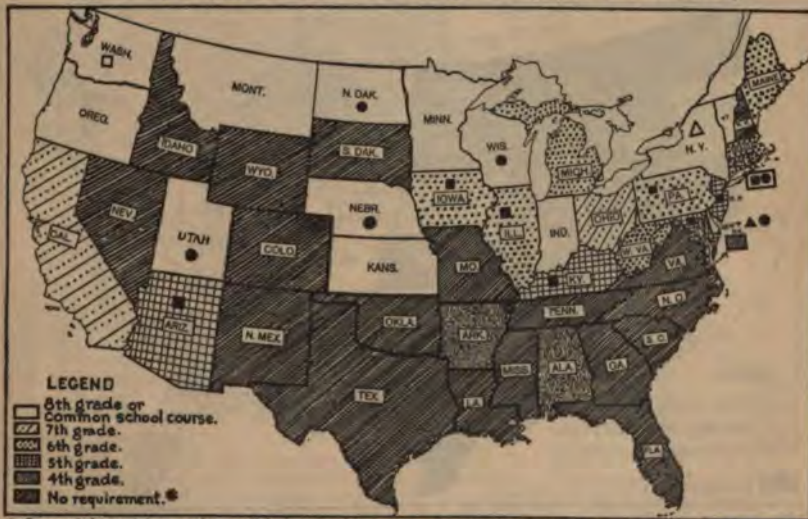 WASH.
MONT.
N. DAK.
MINN.
MAINE
OREG.
IDAHO
WYO.
S. DAK.
WIS.
MICH.
N.Y.
NEV.
UTAH
NEBR.
IOWA
ILL.
IND.
OHIO
PA.
CAL.
COLO.
KANS.
MO.
KY.
W. VA.
VA.
ARIZ.
N. MEX.
OKLA.
ARK.
TENN.
N. C.
S. C.
TEX.
LA.
MISS.
ALA.
GA.
FLA.
LEGEND
8th grade or
Common school course.
7th grade.
6th grade.
5th grade.
4th grade.
No requirement.*